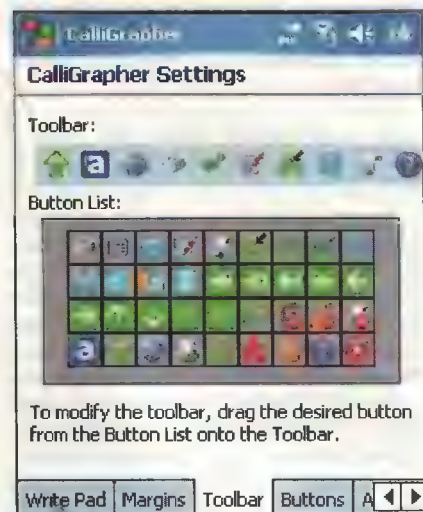 CalliGrapher
CalliGrapher Settings
Toolbar:
a
Button List:
a
To modify the toolbar, drag the desired button
from the Button List onto the Toolbar.
Write Pad Margins Toolbar Buttons A